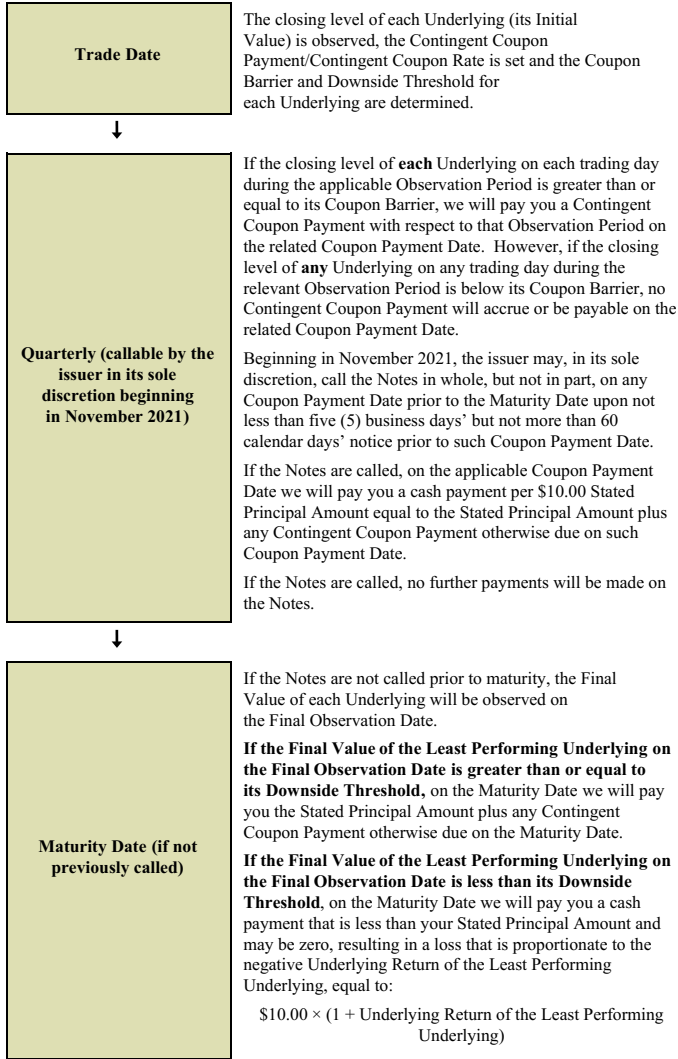 Trade Date
The closing level of each Underlying (its Initial
Value) is observed, the Contingent Coupon
Payment/Contingent Coupon Rate is set and the Coupon
Barrier and Downside Threshold for
each Underlying are determined.
↓
Quarterly (callable by the
issuer in its sole
discretion beginning
in November 2021)
If the closing level of each Underlying on each trading day
during the applicable Observation Period is greater than or
equal to its Coupon Barrier, we will pay you a Contingent
Coupon Payment with respect to that Observation Period on
the related Coupon Payment Date.  However, if the closing
level of any Underlying on any trading day during the
relevant Observation Period is below its Coupon Barrier, no
Contingent Coupon Payment will accrue or be payable on the
related Coupon Payment Date.
Beginning in November 2021, the issuer may, in its sole
discretion, call the Notes in whole, but not in part, on any
Coupon Payment Date prior to the Maturity Date upon not
less than five (5) business days’ but not more than 60
calendar days’ notice prior to such Coupon Payment Date.
If the Notes are called, on the applicable Coupon Payment
Date we will pay you a cash payment per $10.00 Stated
Principal Amount equal to the Stated Principal Amount plus
any Contingent Coupon Payment otherwise due on such
Coupon Payment Date.
If the Notes are called, no further payments will be made on
the Notes.
↓
Maturity Date (if not
previously called)
If the Notes are not called prior to maturity, the Final
Value of each Underlying will be observed on
the Final Observation Date.
If the Final Value of the Least Performing Underlying on
the Final Observation Date is greater than or equal to
its Downside Threshold, on the Maturity Date we will pay
you the Stated Principal Amount plus any Contingent
Coupon Payment otherwise due on the Maturity Date.
If the Final Value of the Least Performing Underlying on
the Final Observation Date is less than its Downside
Threshold, on the Maturity Date we will pay you a cash
payment that is less than your Stated Principal Amount and
may be zero, resulting in a loss that is proportionate to the
negative Underlying Return of the Least Performing
Underlying, equal to:
$10.00 × (1 + Underlying Return of the Least Performing
Underlying)